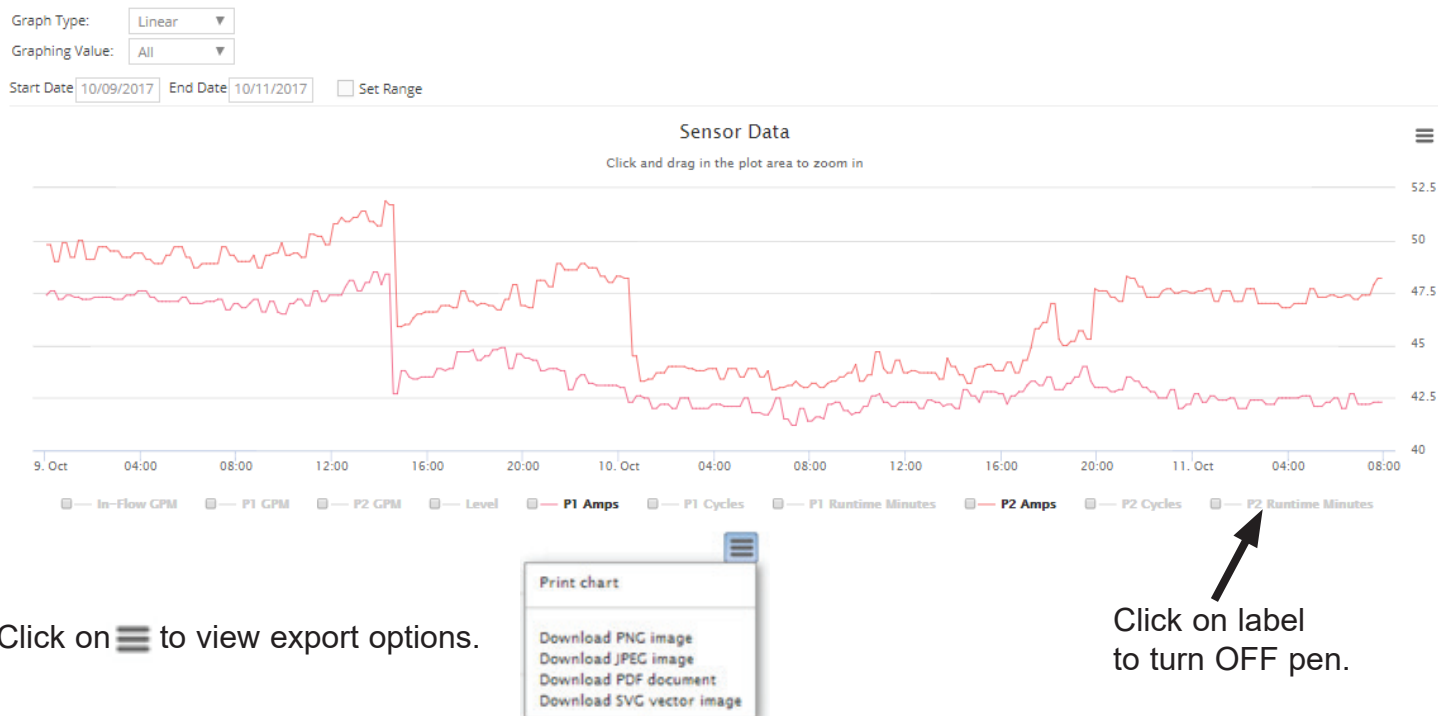 Graph Type: Linear ▼
Graphing Value: All ▼
Start Date 10/09/2017 End Date 10/11/2017 Set Range
Sensor Data
Click and drag in the plot area to zoom in
52.5
50
47.5
45
42.5
40
9. Oct 04:00 08:00 12:00 16:00 20:00 10. Oct 04:00 08:00 12:00 16:00 20:00 11. Oct 04:00 08:00
In-Flow GPM P1 GPM P2 GPM Level P1 Amps P1 Cycles P1 Runtime Minutes P2 Amps P2 Cycles P2 Runtime Minutes
Print chart
Download PNG image
Download JPEG image
Download PDF document
Download SVG vector image
Click on ≡ to view export options.
Click on label
to turn OFF pen.